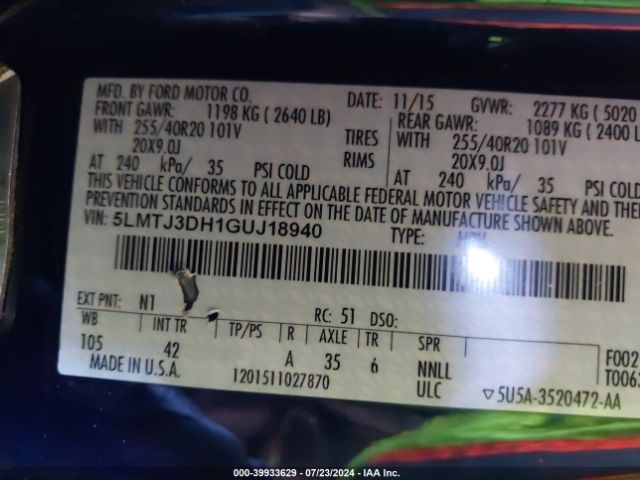 MFD. BY FORD MOTOR CO.
DATE: 11/15 GVWR: 2277 KG ( 5020
FRONT GAWR: 1198 KG ( 2640 LB) REAR GAWR: 1089 KG ( 2400 L
WITH 255/40R20 101V TIRES WITH 255/40R20 101V
20X9.0J RIMS 20X9.0J
AT 240 kPa/ 35 PSI COLD AT 240 kPa/ 35 PSI COL
THIS VEHICLE CONFORMS TO ALL APPLICABLE FEDERAL MOTOR VEHICLE SAFETY AND THE
PREVENTION STANDARDS IN EFFECT ON THE DATE OF MANUFACTURE SHOWN ABOVE.
VIN: 5LMTJ3DH1GUJ18940 TYPE:
EXT PNT: N1 RC: 51 DSO:
WB INT TR TP/PS R AXLE TR SPR
105 42 A 35 6 NNLL F002
MADE IN U.S.A. 1201511027870 ULC T006
▽5U5A-3520472-AA
000-39933629 - 07/23/2024 - IAA Inc.